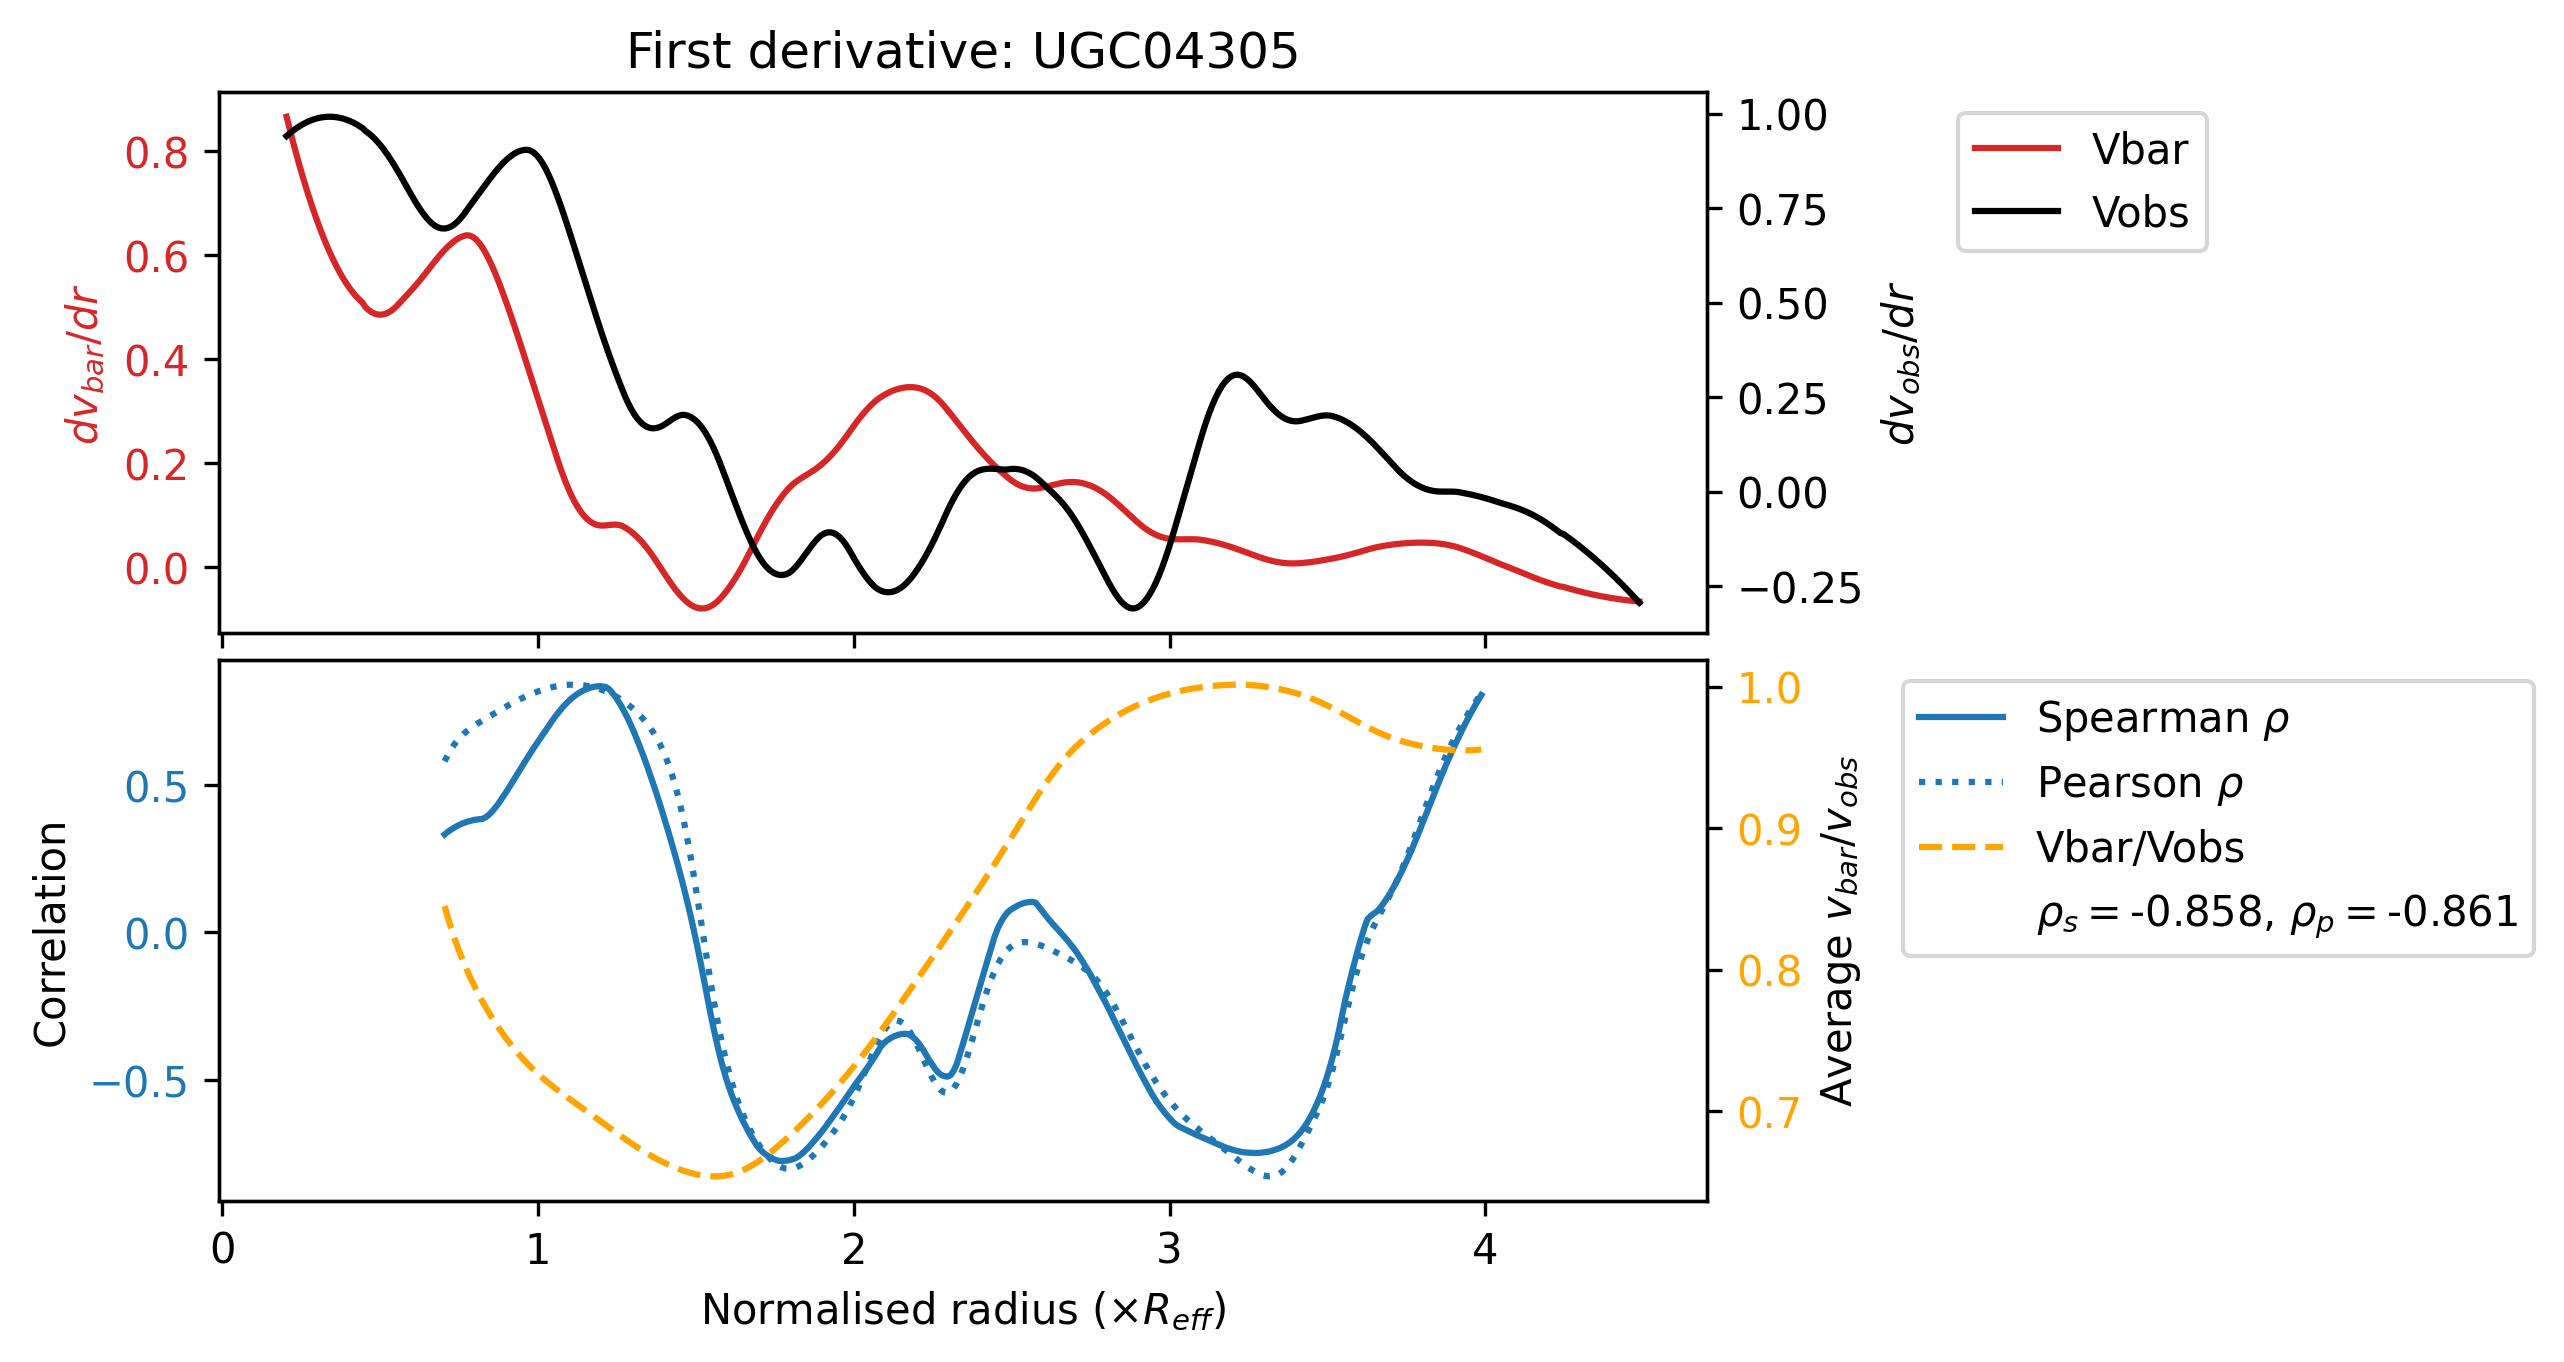 First derivative: UGC04305
0.8
0.6
0.4
0.2
0.0
dv_bar/dr
1.00
0.75
0.50
0.25
0.00
−0.25
dv_obs/dr
Vbar
Vobs
0.5
0.0
−0.5
Correlation
1.0
0.9
0.8
0.7
Average v_bar/v_obs
Spearman ρ
Pearson ρ
Vbar/Vobs
ρ_s = -0.858, ρ_p = -0.861
0 1 2 3 4
Normalised radius (×R_eff)